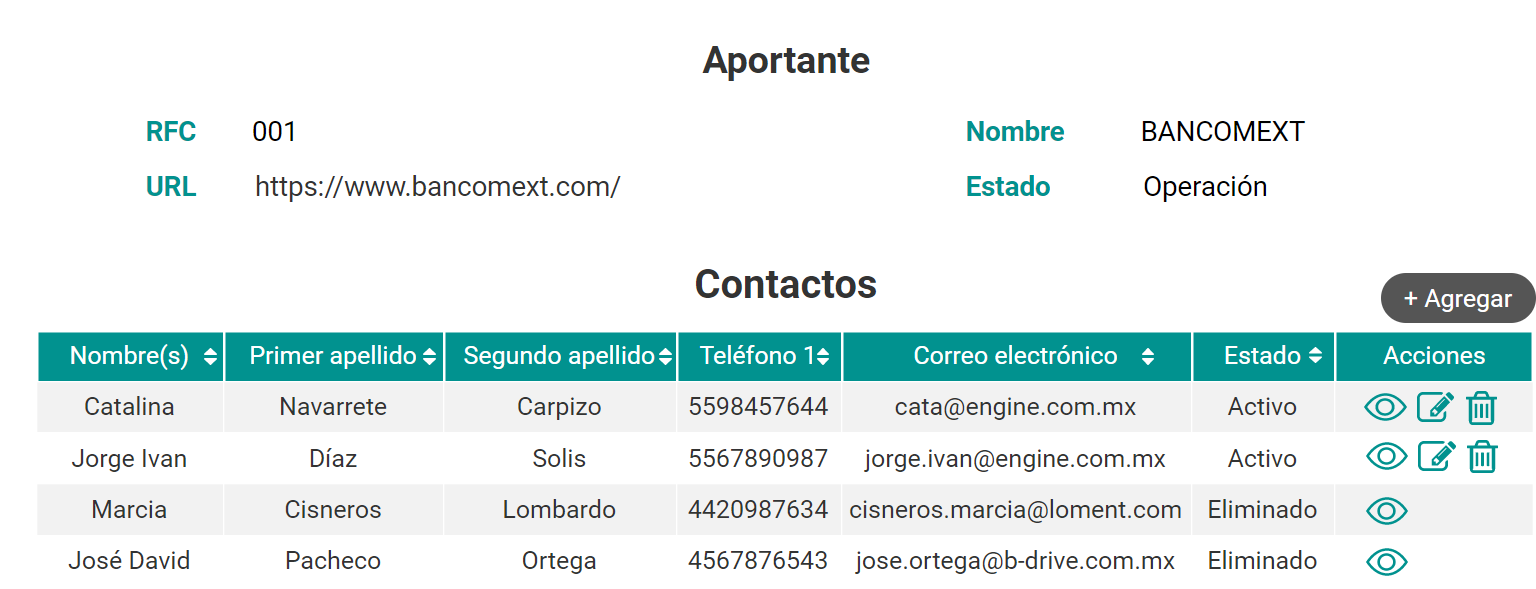 Aportante
RFC 001 Nombre BANCOMEXT
URL https://www.bancomext.com/ Estado Operación
Contactos
+ Agregar
Nombre(s) Primer apellido Segundo apellido Teléfono 1 Correo electrónico Estado Acciones
Catalina Navarrete Carpizo 5598457644 cata@engine.com.mx Activo
Jorge Ivan Díaz Solis 5567890987 jorge.ivan@engine.com.mx Activo
Marcia Cisneros Lombardo 4420987634 cisneros.marcia@loment.com Eliminado
José David Pacheco Ortega 4567876543 jose.ortega@b-drive.com.mx Eliminado